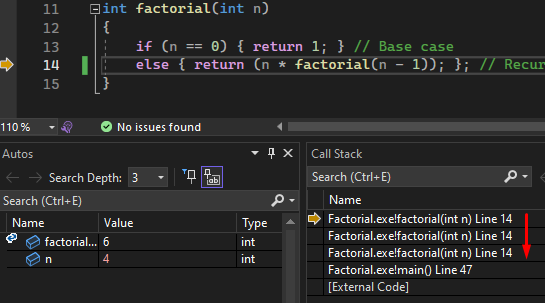 11 int factorial(int n)
12 {
13 if (n == 0) { return 1; } // Base case
14 else { return (n * factorial(n - 1)); }; // Recur
15 }
110 % No issues found
Autos
Search Depth: 3
Search (Ctrl+E)
Name Value Type
factorial... 6 int
n 4 int
Call Stack
Search (Ctrl+E)
Name
Factorial.exe!factorial(int n) Line 14
Factorial.exe!factorial(int n) Line 14
Factorial.exe!factorial(int n) Line 14
Factorial.exe!main() Line 47
[External Code]